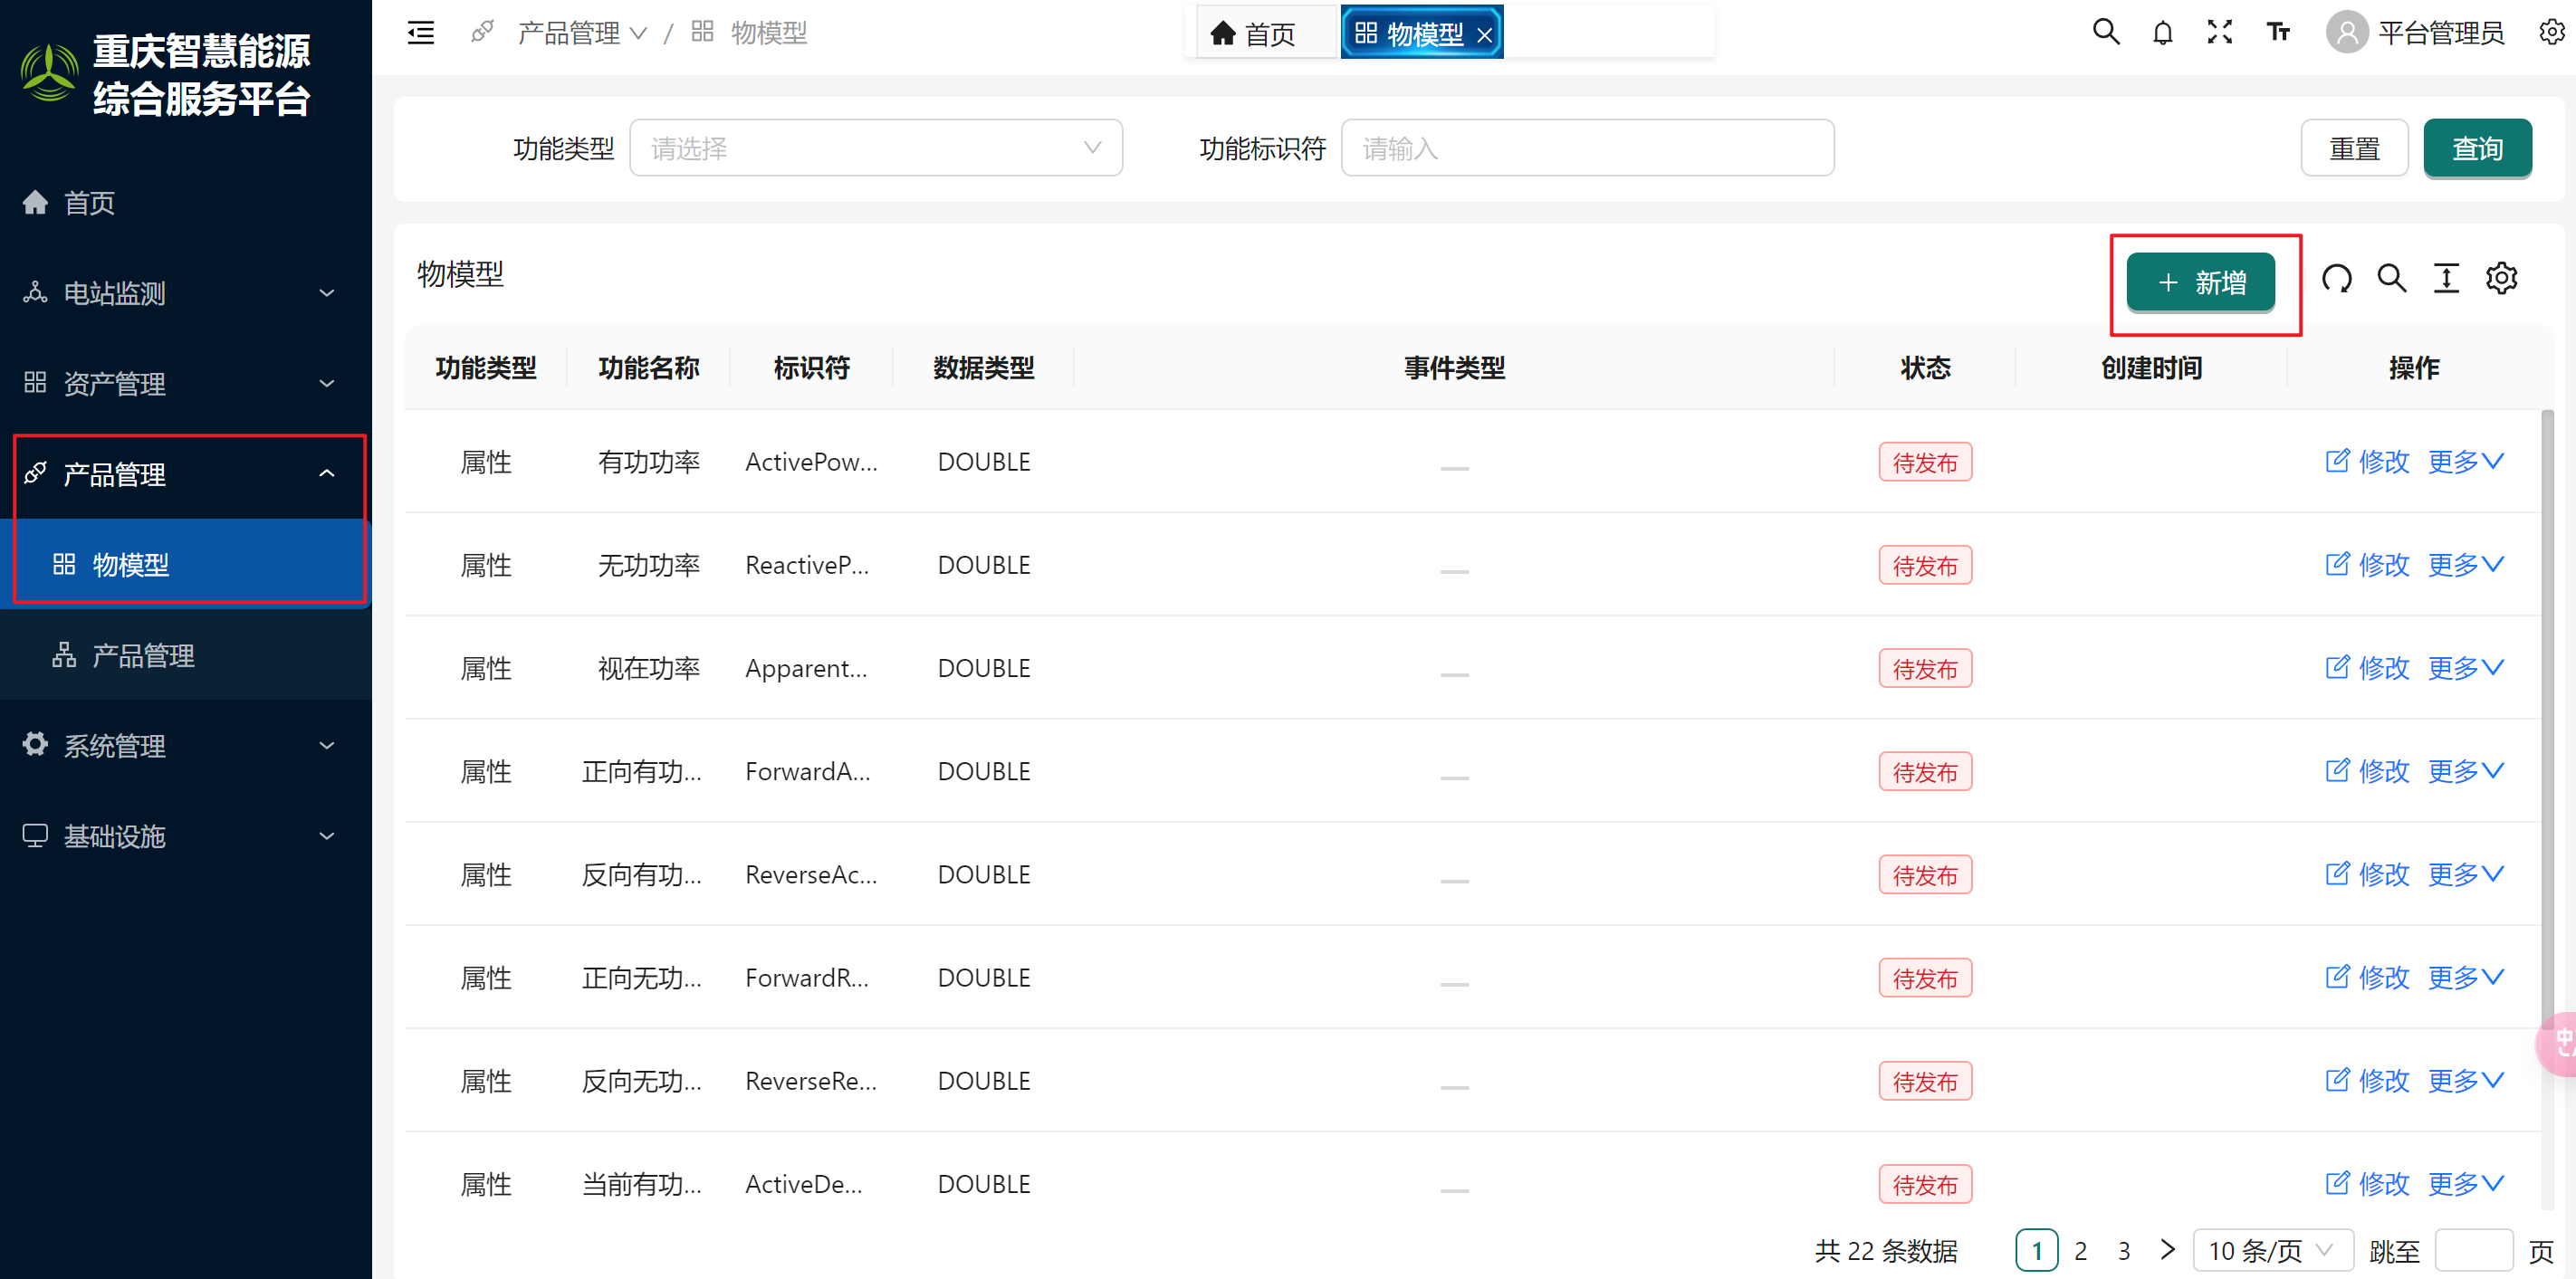 重庆智慧能源
综合服务平台
首页
电站监测
资产管理
产品管理
物模型
产品管理
系统管理
基础设施
产品管理 / 物模型
首页 物模型
平台管理员
功能类型 请选择 功能标识符 请输入 重置 查询
物模型 新增
功能类型 功能名称 标识符 数据类型 事件类型 状态 创建时间 操作
属性 有功功率 ActivePow... DOUBLE — 待发布 修改 更多
属性 无功功率 ReactiveP... DOUBLE — 待发布 修改 更多
属性 视在功率 Apparent... DOUBLE — 待发布 修改 更多
属性 正向有功... ForwardA... DOUBLE — 待发布 修改 更多
属性 反向有功... ReverseAc... DOUBLE — 待发布 修改 更多
属性 正向无功... ForwardR... DOUBLE — 待发布 修改 更多
属性 反向无功... ReverseRe... DOUBLE — 待发布 修改 更多
属性 当前有功... ActiveDe... DOUBLE — 待发布 修改 更多
共 22 条数据 1 2 3 10 条/页 跳至 页